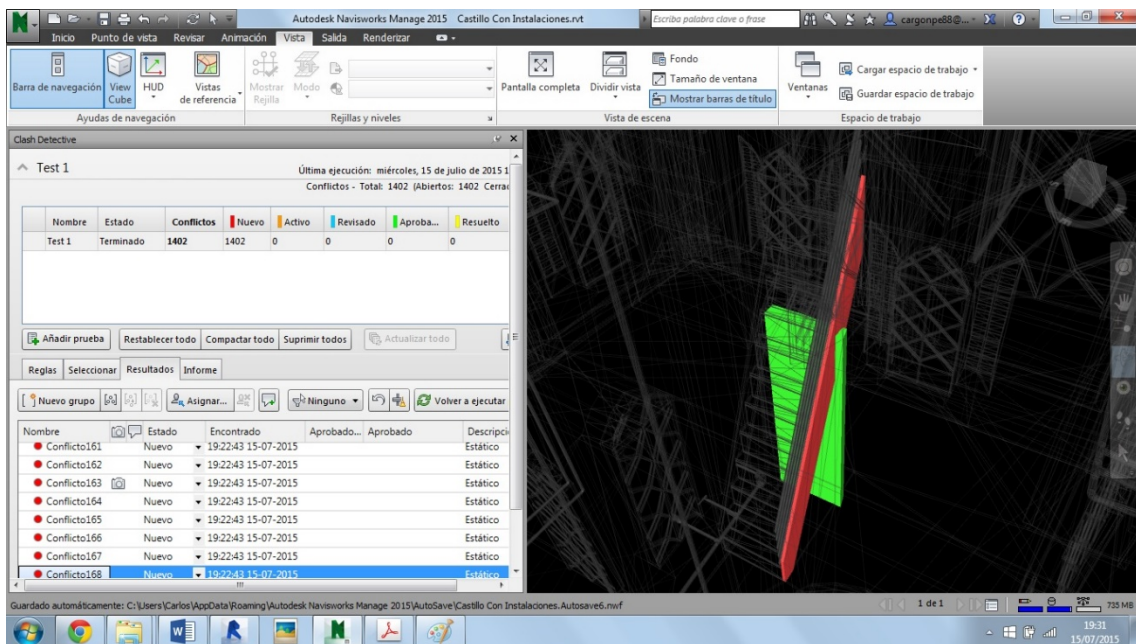 Autodesk Navisworks Manage 2015 Castillo Con Instalaciones.rvt Escriba palabra clave o frase cargonpe88@...
Inicio Punto de vista Revisar Animación Vista Salida Renderizar
Barra de navegación View Cube HUD Vistas de referencia Mostrar Rejilla Modo Pantalla completa Dividir vista Fondo Tamaño de ventana Mostrar barras de título Ventanas Cargar espacio de trabajo Guardar espacio de trabajo
Ayudas de navegación Rejillas y niveles Vista de escena Espacio de trabajo
Clash Detective
Test 1 Última ejecución: miércoles, 15 de julio de 2015 1
Conflictos - Total: 1402 (Abiertos: 1402 Cerrac
Nombre Estado Conflictos Nuevo Activo Revisado Aproba... Resuelto
Test 1 Terminado 1402 1402 0 0 0 0
Añadir prueba Restablecer todo Compactar todo Suprimir todos Actualizar todo
Reglas Seleccionar Resultados Informe
Nuevo grupo Asignar... Ninguno Volver a ejecutar
Nombre Estado Encontrado Aprobado... Aprobado Descripci
Conflicto161 Nuevo 19:22:43 15-07-2015 Estático
Conflicto162 Nuevo 19:22:43 15-07-2015 Estático
Conflicto163 Nuevo 19:22:43 15-07-2015 Estático
Conflicto164 Nuevo 19:22:43 15-07-2015 Estático
Conflicto165 Nuevo 19:22:43 15-07-2015 Estático
Conflicto166 Nuevo 19:22:43 15-07-2015 Estático
Conflicto167 Nuevo 19:22:43 15-07-2015 Estático
Conflicto168 Nuevo 19:22:43 15-07-2015 Estático
Guardado automáticamente: C:\Users\Carlos\AppData\Roaming\Autodesk Navisworks Manage 2015\AutoSave\Castillo Con Instalaciones.Autosave6.nwf 1 de 1 735 MB
19:31
15/07/2015